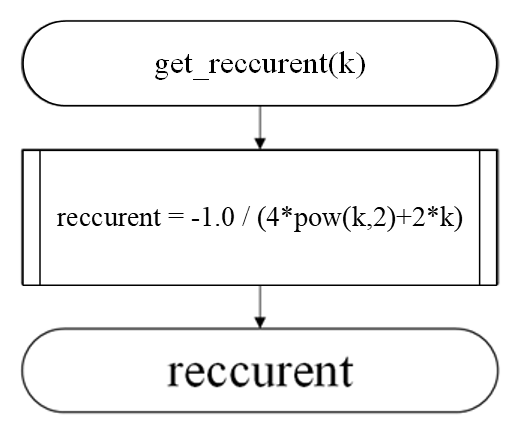 get_reccurent(k)
reccurent = -1.0 / (4*pow(k,2)+2*k)
reccurent